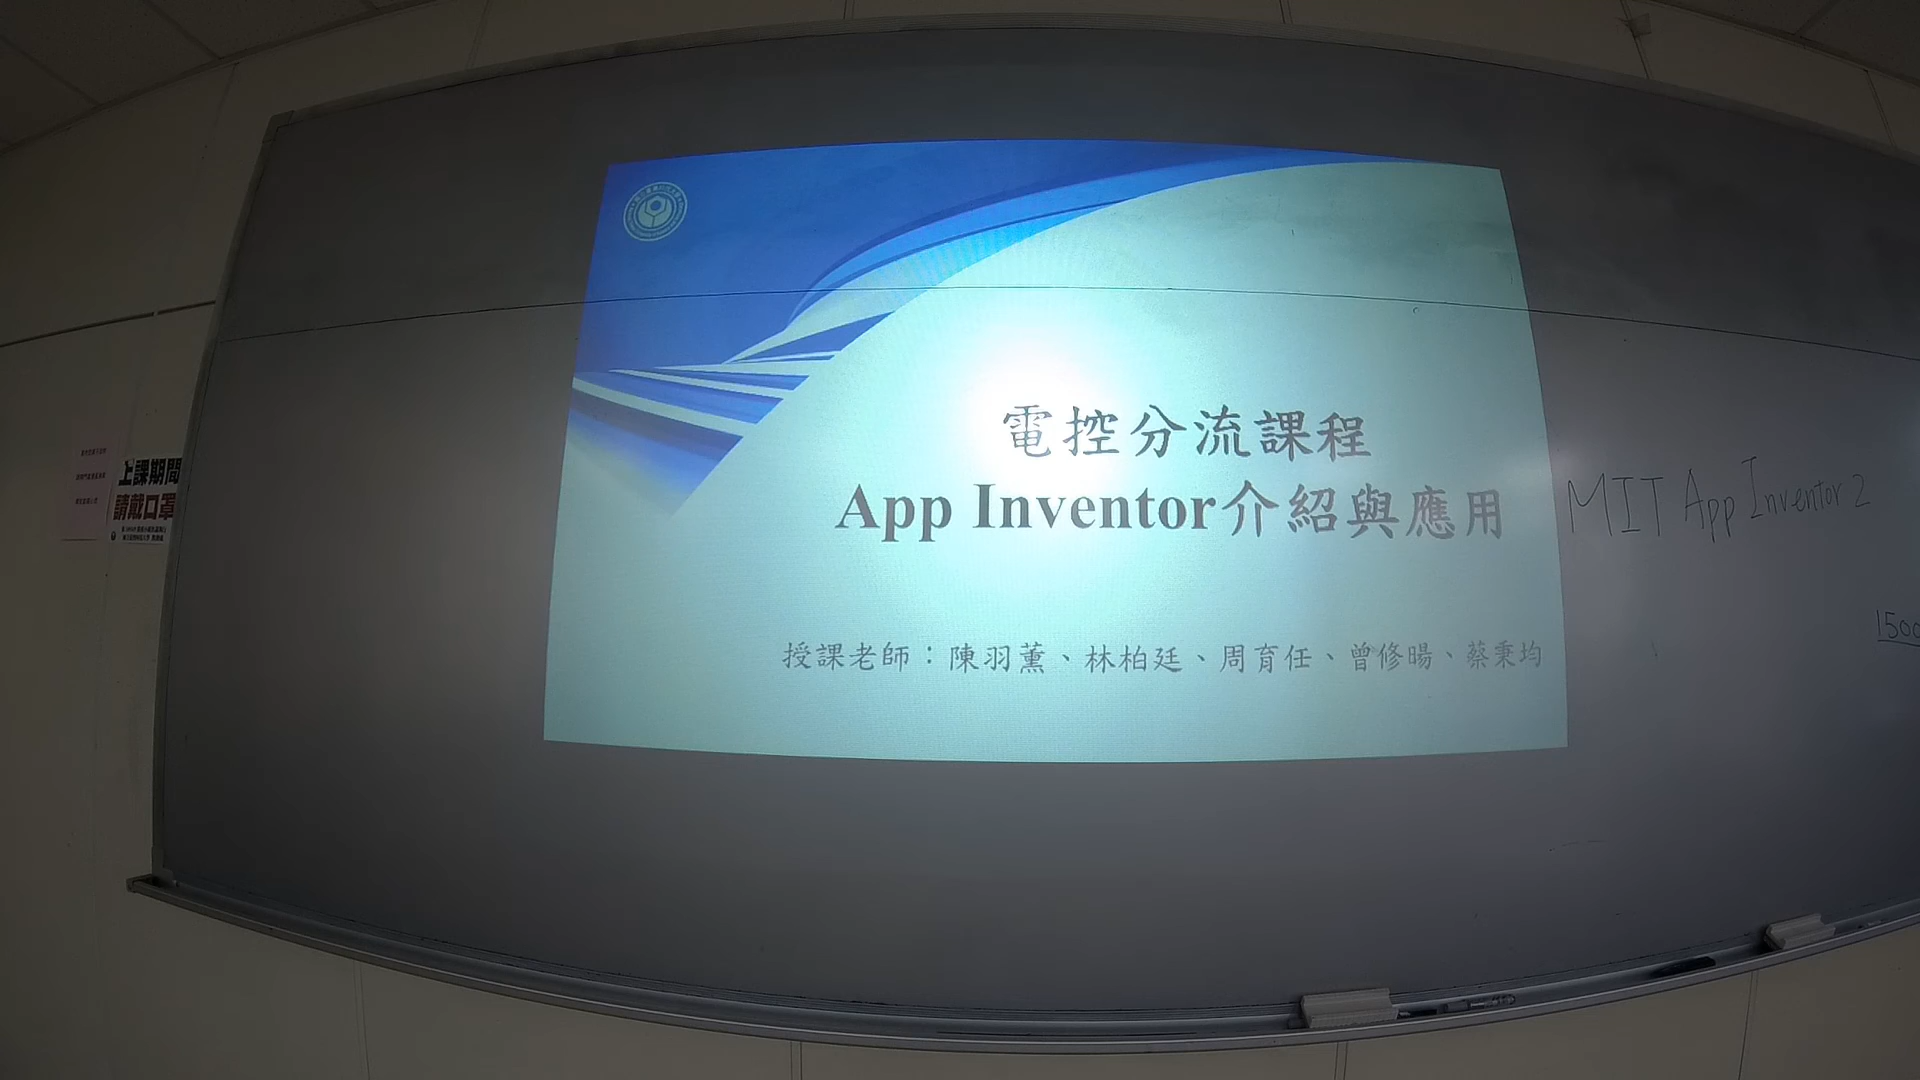 電控分流課程
App Inventor介紹與應用
授課老師：陳羽薰、林柏廷、周育任、曾修暘、蔡秉均
MIT App Inventor 2
1500
上課期間
請戴口罩